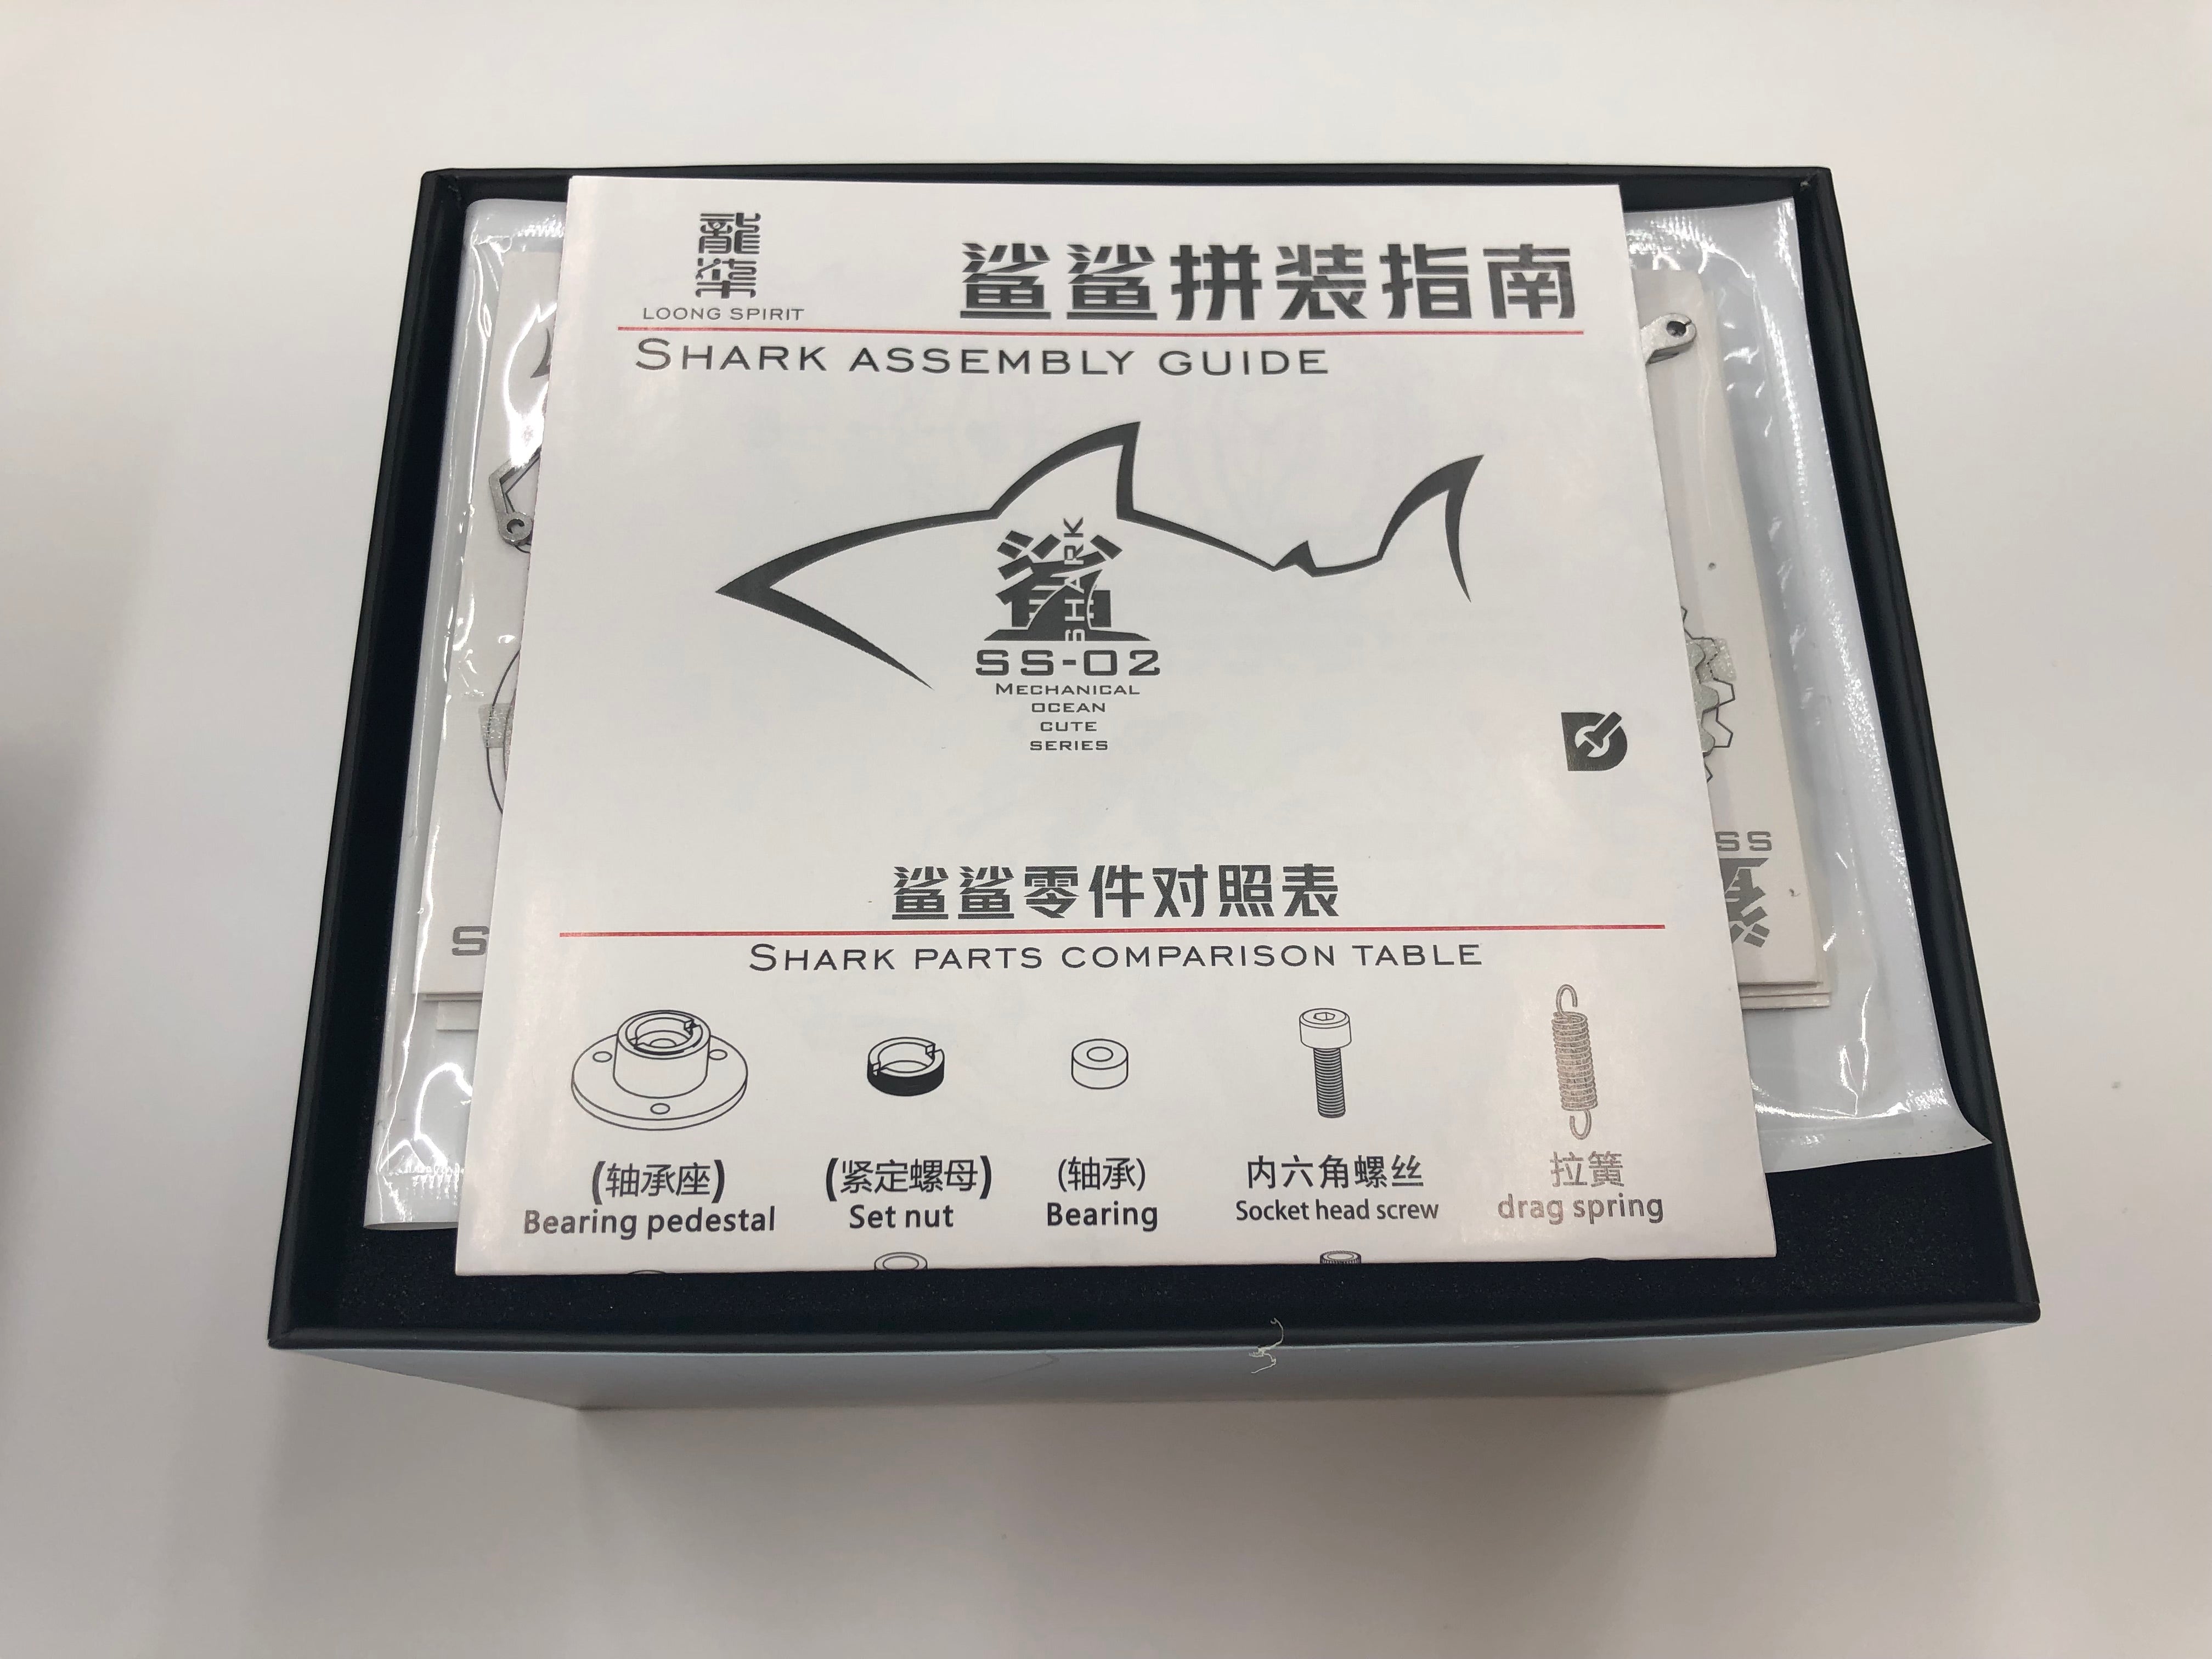 LOONG SPIRIT
鲨鲨拼装指南
SHARK ASSEMBLY GUIDE
鲨
SHARK
SS-02
MECHANICAL
OCEAN
CUTE
SERIES
SS
鲨鲨零件对照表
SHARK PARTS COMPARISON TABLE
(轴承座)
(紧定螺母)
(轴承)
内六角螺丝
拉簧
Bearing pedestal
Set nut
Bearing
Socket head screw
drag spring